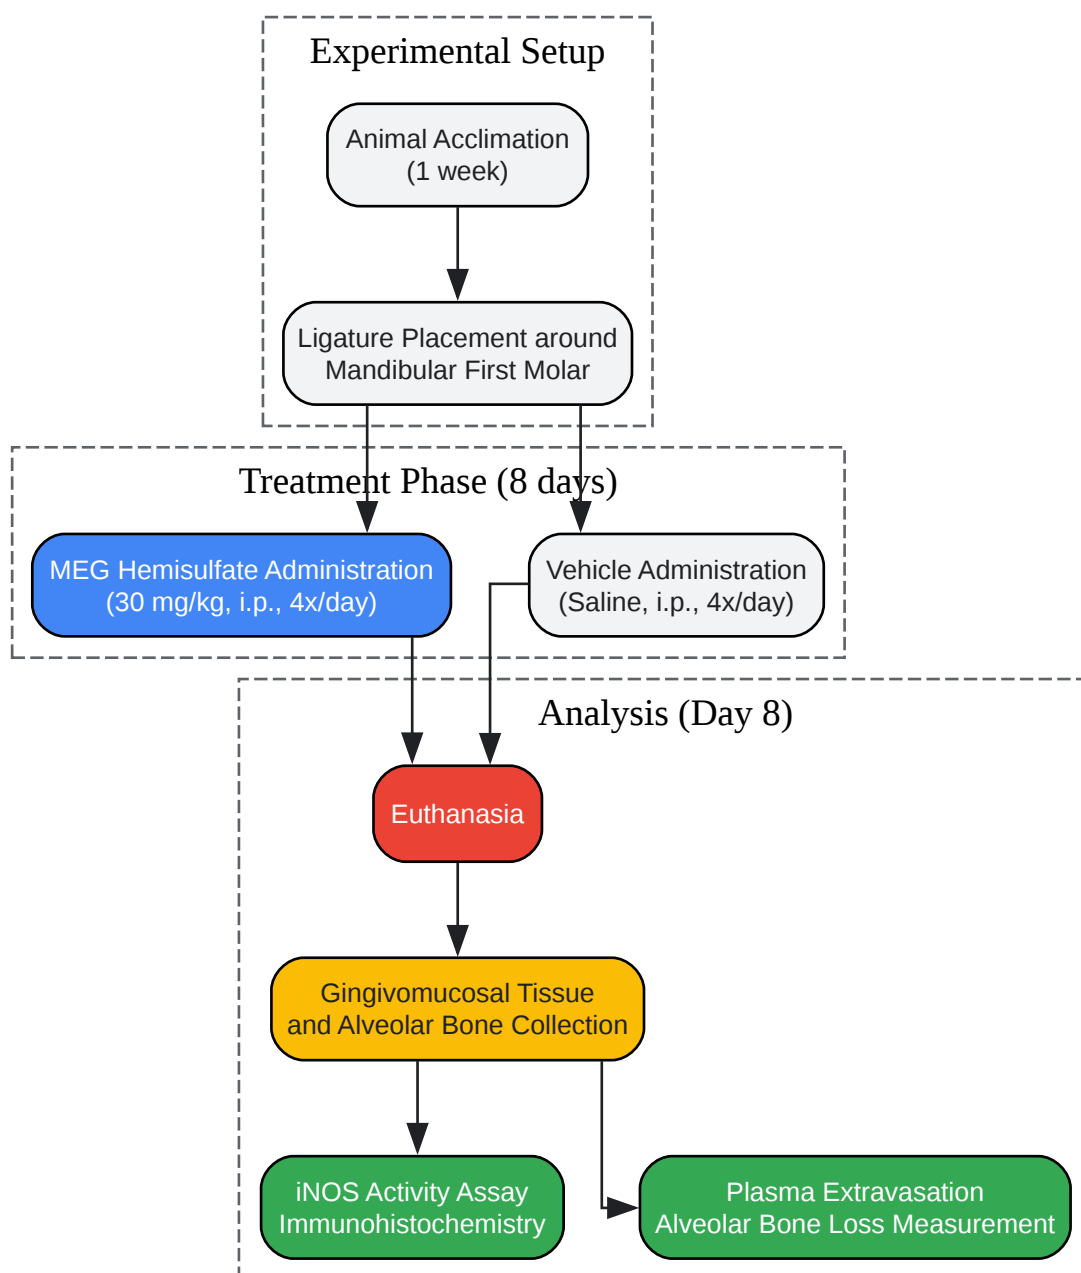 Experimental Setup
Animal Acclimation
(1 week)
Ligature Placement around
Mandibular First Molar
Treatment Phase (8 days)
MEG Hemisulfate Administration
(30 mg/kg, i.p., 4x/day)
Vehicle Administration
(Saline, i.p., 4x/day)
Analysis (Day 8)
Euthanasia
Gingivomucosal Tissue
and Alveolar Bone Collection
iNOS Activity Assay
Immunohistochemistry
Plasma Extravasation
Alveolar Bone Loss Measurement